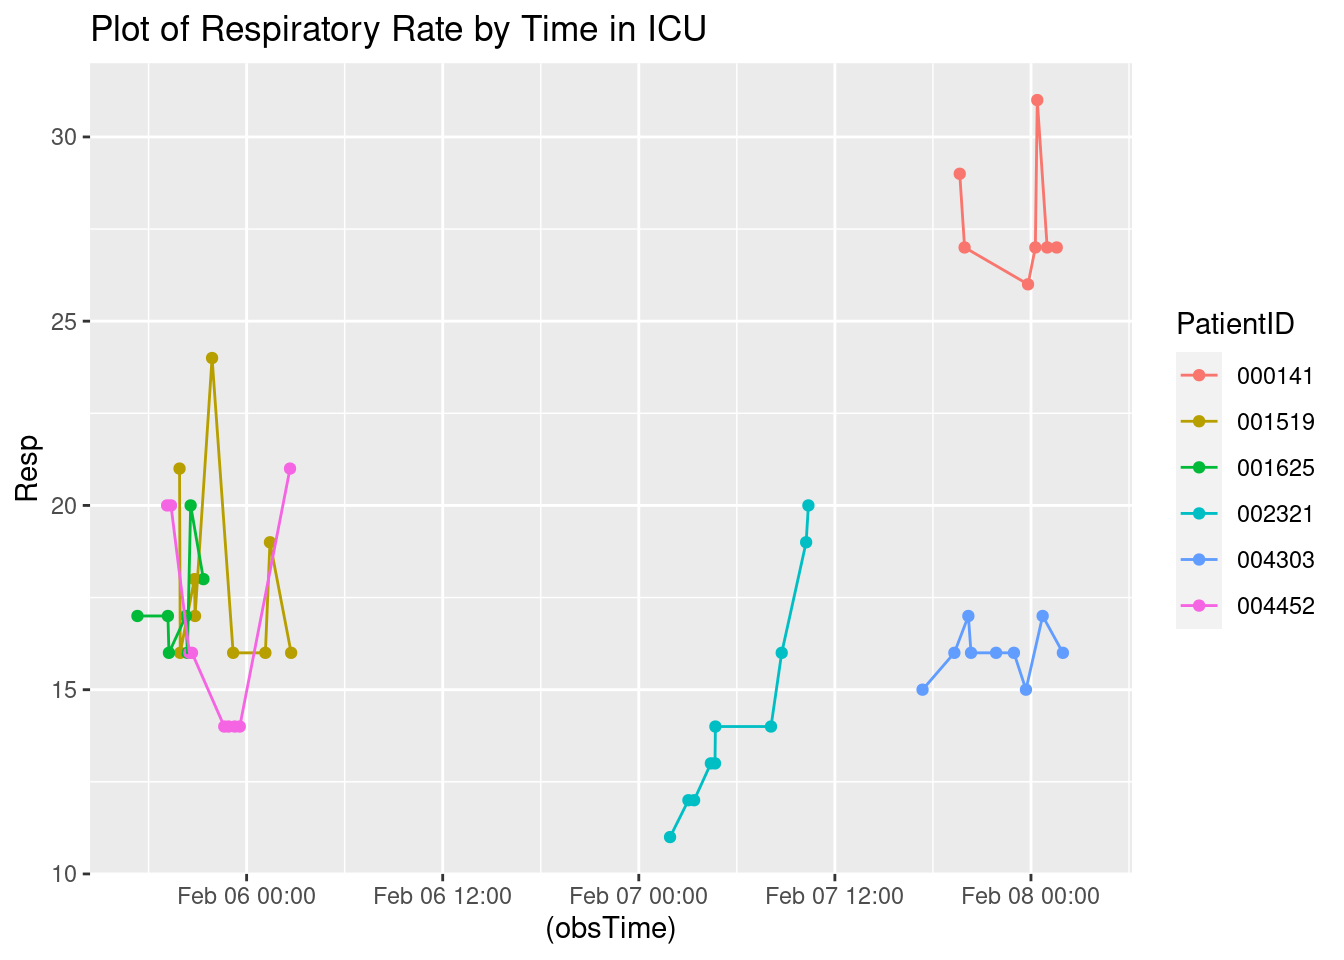 Plot of Respiratory Rate by Time in ICU
30
25
20
15
10
Resp
Feb 06 00:00 Feb 06 12:00 Feb 07 00:00 Feb 07 12:00 Feb 08 00:00
(obsTime)
PatientID
000141
001519
001625
002321
004303
004452